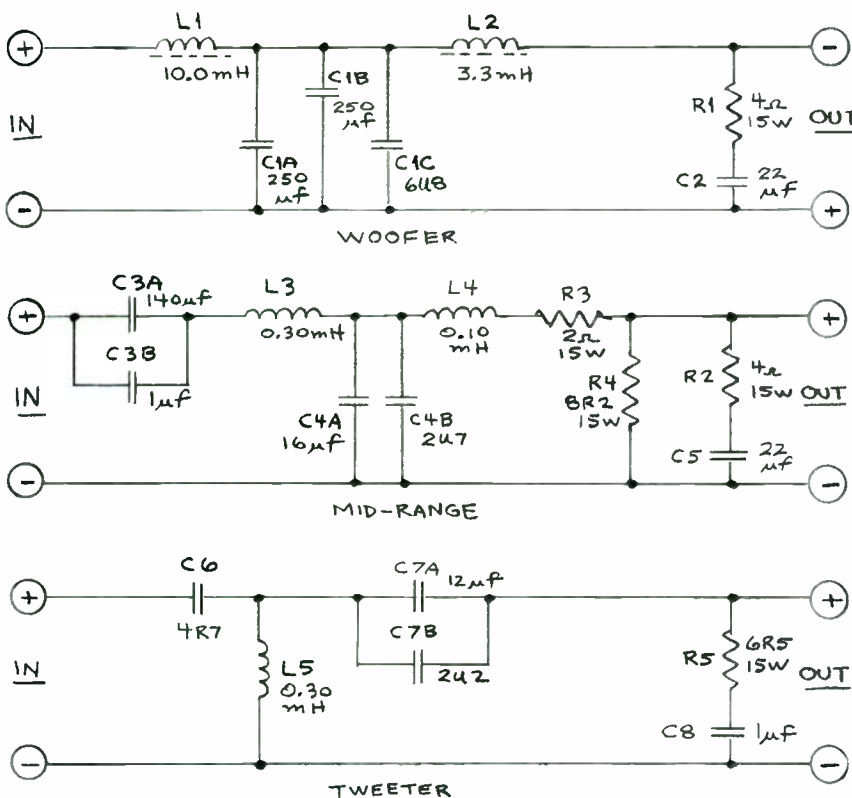 L1
L2
+
10.0mH
C1B
250
µf
3.3mH
−
IN
R1
4Ω
15W
OUT
C1A
250
µf
C1C
6U8
C2
22
µf
−
+
WOOFER
C3A
140µf
L3
L4
R3
+
0.30mH
0.10
mH
2Ω
15W
+
C3B
1µf
IN
R4
8R2
15W
R2
4Ω
15W
OUT
C4A
16µf
C4B
2U7
C5
22
µf
−
−
MID-RANGE
C6
C7A
12µf
+
4R7
C7B
2U2
+
IN
L5
0.30
mH
R5
6R5
15W
OUT
C8
1µf
−
−
TWEETER